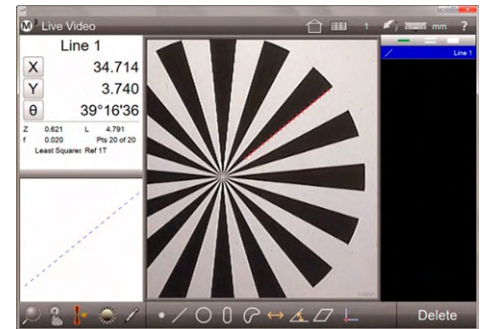 M³ Live Video
1
mm
?
Line 1
X 34.714
Y 3.740
θ 39°16'36
Z 0.621 L 4.791
f 0.020 Pts 20 of 20
Least Squares Ref 1T
Line 1
Delete